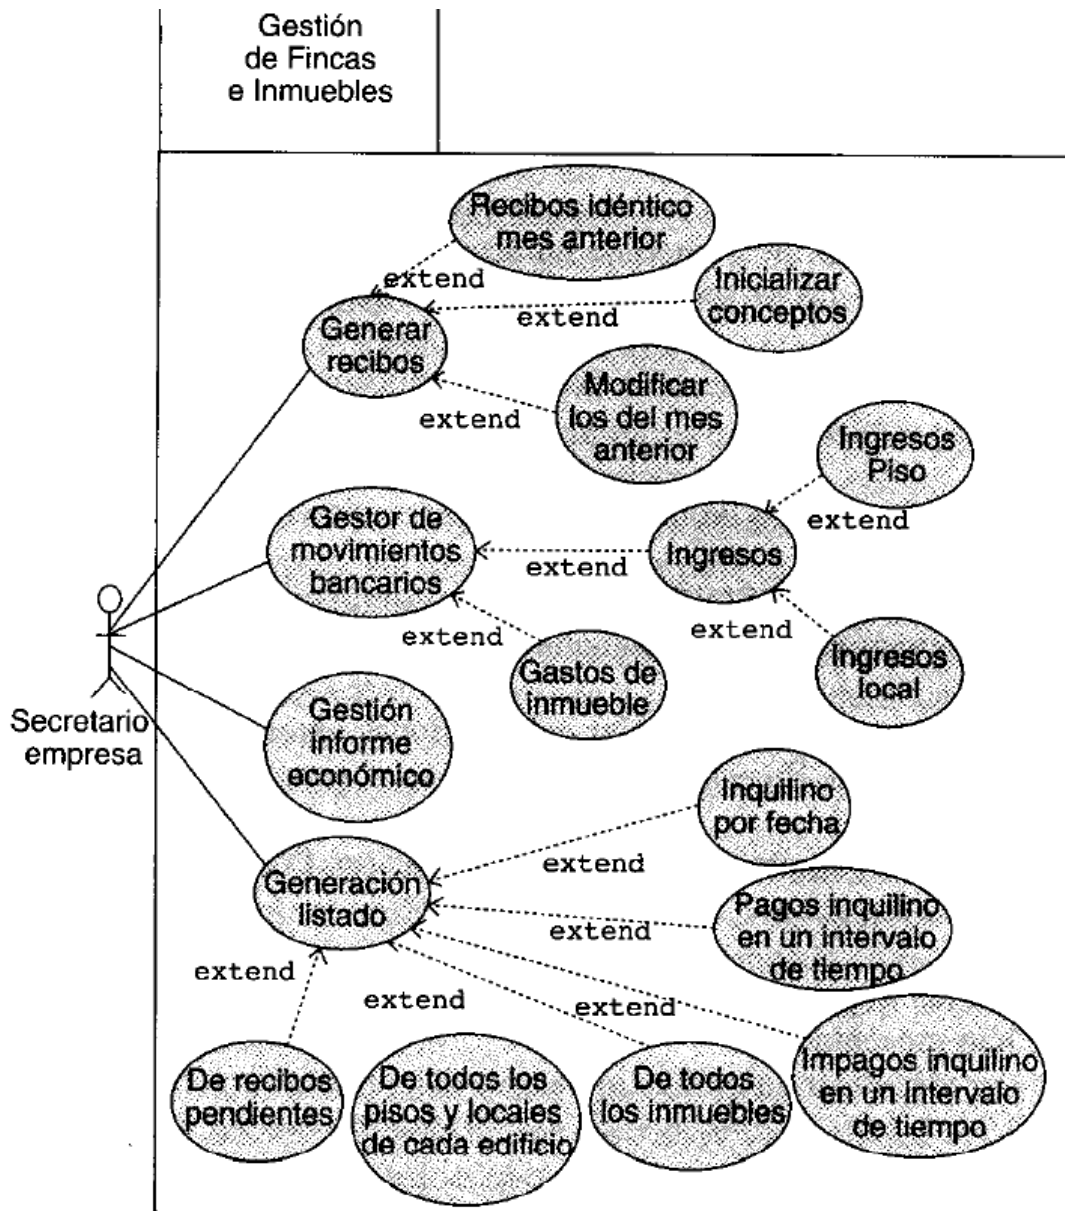 Gestión
de Fincas
e Inmuebles
Recibos idéntico
mes anterior
extend
Inicializar
conceptos
extend
Generar
recibos
Modificar
los del mes
anterior
extend
Ingresos
Piso
extend
Gestor de
movimientos
bancarios
Ingresos
extend
extend
extend
Gastos de
inmueble
Ingresos
local
Secretario
empresa
Gestión
informe
económico
Inquilino
por fecha
extend
Generación
listado
Pagos inquilino
en un intervalo
de tiempo
extend
extend
extend
extend
De recibos
pendientes
De todos los
pisos y locales
de cada edificio
De todos
los inmuebles
Impagos inquilino
en un intervalo
de tiempo